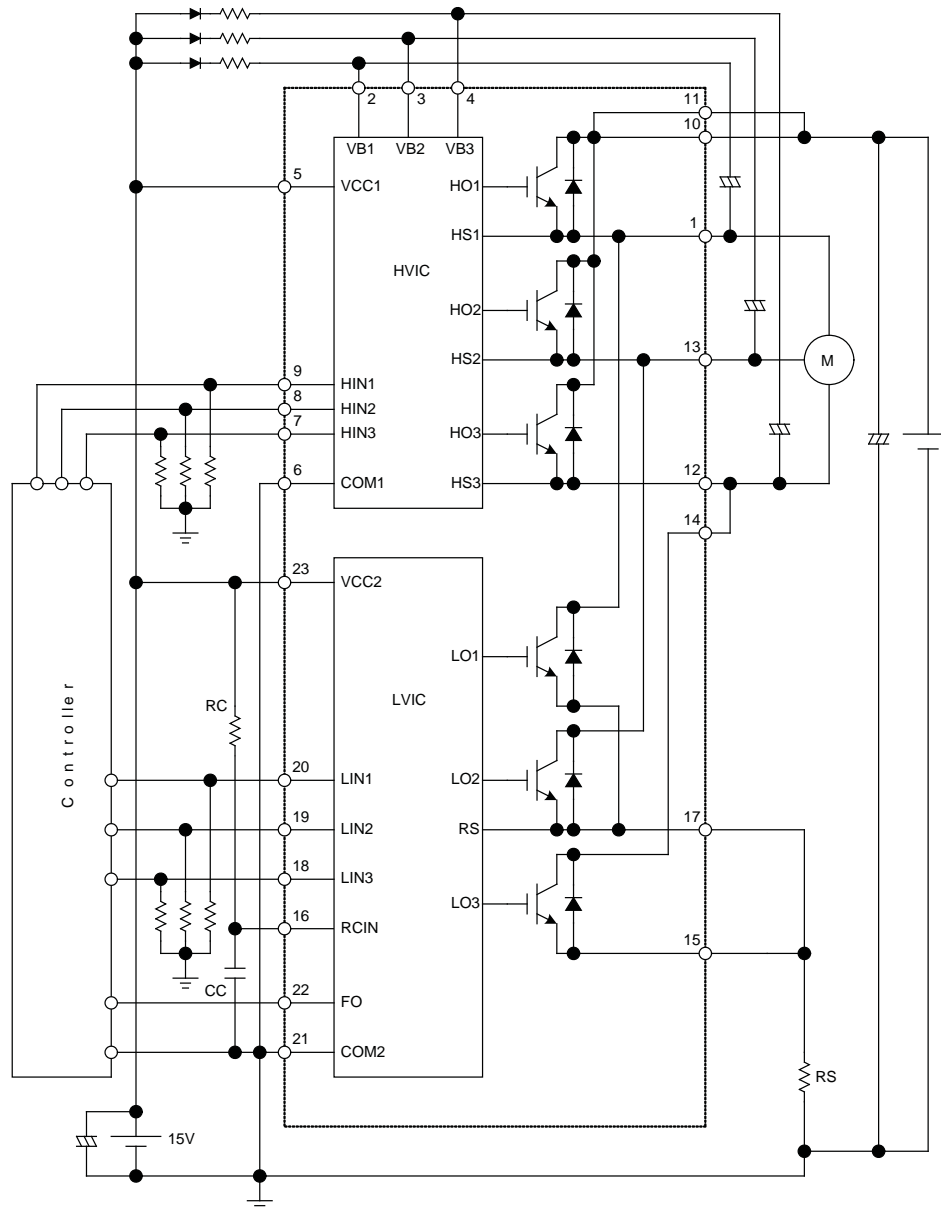 2
3
4
11
10
VB1 VB2 VB3
5
VCC1
HO1
HS1
1
HVIC
HO2
HS2
13
M
9
HIN1
8
HIN2
7
HIN3
HO3
6
COM1
HS3
12
14
23
VCC2
LO1
RC
LVIC
Controller
20
LIN1
LO2
19
LIN2
RS
17
18
LIN3
LO3
16
RCIN
15
CC
22
FO
21
COM2
RS
15V